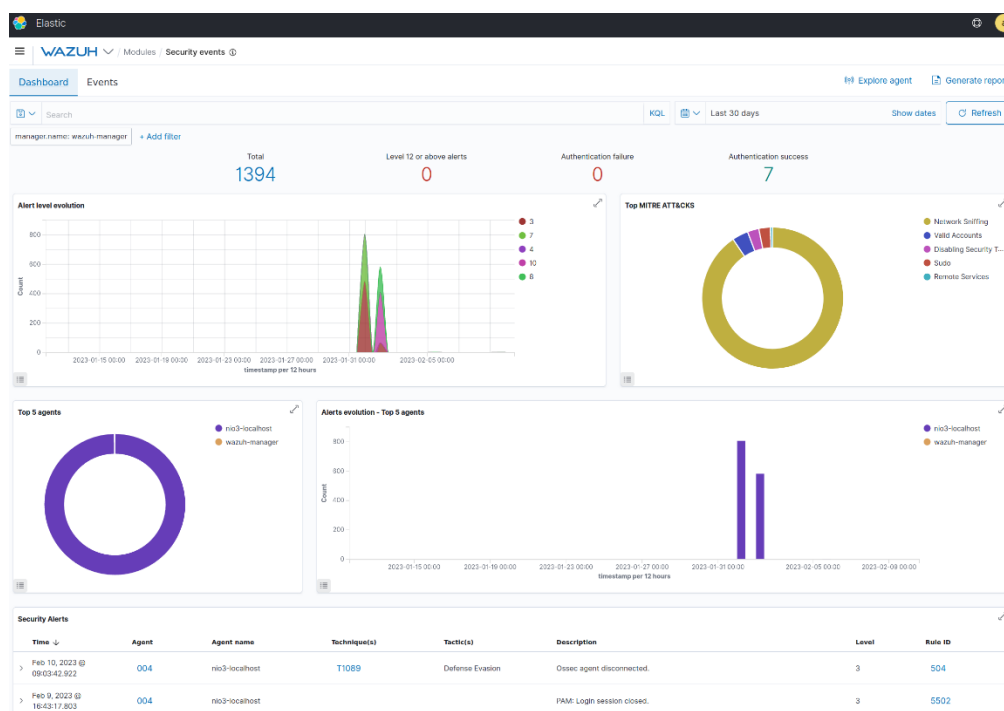 Elastic
WAZUH / Modules / Security events
Dashboard Events Explore agent Generate repor
Search KQL Last 30 days Show dates Refresh
manager.name: wazuh-manager + Add filter
Total Level 12 or above alerts Authentication failure Authentication success
1394 0 0 7
Alert level evolution
800
600
400
200
0
Count
2023-01-15 00:00 2023-01-19 00:00 2023-01-23 00:00 2023-01-27 00:00 2023-01-31 00:00 2023-02-05 00:00
timestamp per 12 hours
3
7
4
10
6
Top MITRE ATT&CKS
Network Sniffing
Valid Accounts
Disabling Security T...
Sudo
Remote Services
Top 5 agents
nio3-localhost
wazuh-manager
Alerts evolution - Top 5 agents
800
600
400
200
0
Count
2023-01-15 00:00 2023-01-19 00:00 2023-01-23 00:00 2023-01-27 00:00 2023-01-31 00:00 2023-02-05 00:00 2023-02-09 00:00
timestamp per 12 hours
nio3-localhost
wazuh-manager
Security Alerts
Time Agent Agent name Technique(s) Tactic(s) Description Level Rule ID
Feb 10, 2023 @
09:03:42.922 004 nio3-localhost T1089 Defense Evasion Ossec agent disconnected. 3 504
Feb 9, 2023 @
16:43:17.803 004 nio3-localhost PAM: Login session closed. 3 5502